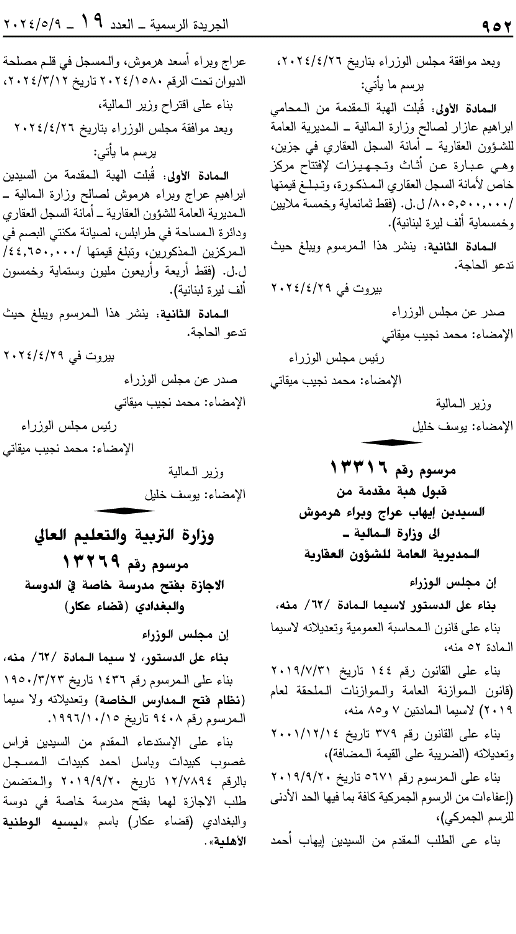 ٩٥٢
الجريدة الرسمية – العدد ١٩ – ٢٠٢٤/٥/٩
وبعد موافقة مجلس الوزراء بتاريخ ٢٠٢٤/٤/٢٦،
يرسم ما يأتي:
المادة الأولى: قُبلت الهبة المقدمة من المحامي
ابراهيم عازار لصالح وزارة المالية – المديرية العامة
للشؤون العقارية – أمانة السجل العقاري في جزين،
وهي عبارة عن أثاث وتجهيزات لإفتتاح مركز
خاص لأمانة السجل العقاري المذكورة، وتبلغ قيمتها
/٨٠٥,٥٠٠,٠٠٠/ ل.ل. (فقط ثمانماية وخمسة ملايين
وخمسماية ألف ليرة لبنانية).
المادة الثانية: ينشر هذا المرسوم ويبلغ حيث
تدعو الحاجة.
بيروت في ٢٠٢٤/٤/٢٩
صدر عن مجلس الوزراء
الإمضاء: محمد نجيب ميقاتي
رئيس مجلس الوزراء
الإمضاء: محمد نجيب ميقاتي
وزير المالية
الإمضاء: يوسف خليل
مرسوم رقم ١٣٣١٦
قبول هبة مقدمة من
السيدين إيهاب عراج وبراء هرموش
الى وزارة المالية –
المديرية العامة للشؤون العقارية
إن مجلس الوزراء
بناء على الدستور لاسيما المادة /٦٢/ منه،
بناء على قانون المحاسبة العمومية وتعديلاته لاسيما
المادة ٥٢ منه،
بناء على القانون رقم ١٤٤ تاريخ ٢٠١٩/٧/٣١
(قانون الموازنة العامة والموازنات الملحقة لعام
٢٠١٩) لاسيما المادتين ٧ و٨٥ منه،
بناء على القانون رقم ٣٧٩ تاريخ ٢٠٠١/١٢/١٤
وتعديلاته (الضريبة على القيمة المضافة)،
بناء على المرسوم رقم ٥٦٧١ تاريخ ٢٠١٩/٩/٢٠
(إعفاءات من الرسوم الجمركية كافة بما فيها الحد الأدنى
للرسم الجمركي)،
بناء عى الطلب المقدم من السيدين إيهاب أحمد
عراج وبراء أسعد هرموش، والمسجل في قلم مصلحة
الديوان تحت الرقم ٢٠٢٤/١٥٨٠ تاريخ ٢٠٢٤/٣/١٢،
بناء على اقتراح وزير المالية،
وبعد موافقة مجلس الوزراء بتاريخ ٢٠٢٤/٤/٢٦
يرسم ما يأتي:
المادة الأولى: قُبلت الهبة المقدمة من السيدين
ابراهيم عراج وبراء هرموش لصالح وزارة المالية –
المديرية العامة للشؤون العقارية – أمانة السجل العقاري
ودائرة المساحة في طرابلس، لصيانة مكنتي البصم في
المركزين المذكورين، وتبلغ قيمتها /٤٤,٦٥٠,٠٠٠/
ل.ل. (فقط أربعة وأربعون مليون وستماية وخمسون
ألف ليرة لبنانية).
المادة الثانية: ينشر هذا المرسوم ويبلغ حيث
تدعو الحاجة.
بيروت في ٢٠٢٤/٤/٢٩
صدر عن مجلس الوزراء
الإمضاء: محمد نجيب ميقاتي
رئيس مجلس الوزراء
الإمضاء: محمد نجيب ميقاتي
وزير المالية
الإمضاء: يوسف خليل
وزارة التربية والتعليم العالي
مرسوم رقم ١٣٢٦٩
الاجازة بفتح مدرسة خاصة في الدوسة
والبغدادي (قضاء عكار)
إن مجلس الوزراء
بناء على الدستور، لا سيما المادة /٦٢/ منه،
بناء على المرسوم رقم ١٤٣٦ تاريخ ١٩٥٠/٣/٢٣
(نظام فتح المدارس الخاصة) وتعديلاته ولا سيما
المرسوم رقم ٩٤٠٨ تاريخ ١٩٩٦/١٠/١٥.
بناء على الإستدعاء المقدم من السيدين فراس
غصوب كبيدات وباسل احمد كبيدات المسجل
بالرقم ١٢/٧٨٩٤ تاريخ ٢٠١٩/٩/٢٠ والمتضمن
طلب الاجازة لهما بفتح مدرسة خاصة في دوسة
والبغدادي (قضاء عكار) باسم «ليسيه الوطنية
الأهلية».